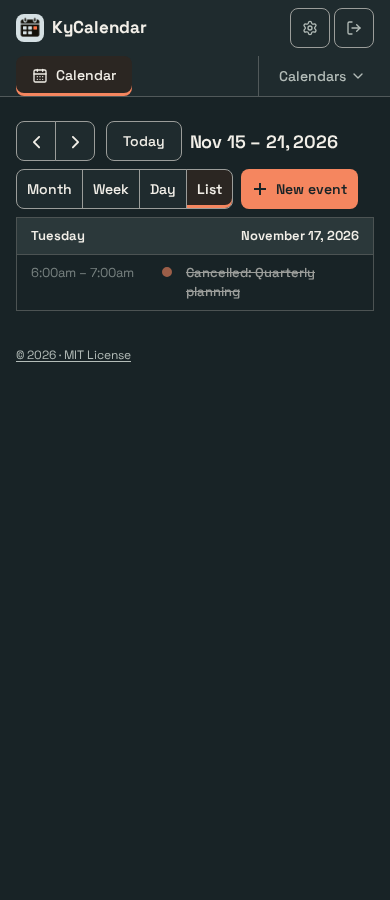 KyCalendar
Calendar
Calendars
Today
Nov 15 – 21, 2026
Month
Week
Day
List
New event
Tuesday
November 17, 2026
6:00am – 7:00am
Cancelled: Quarterly
planning
© 2026 · MIT License